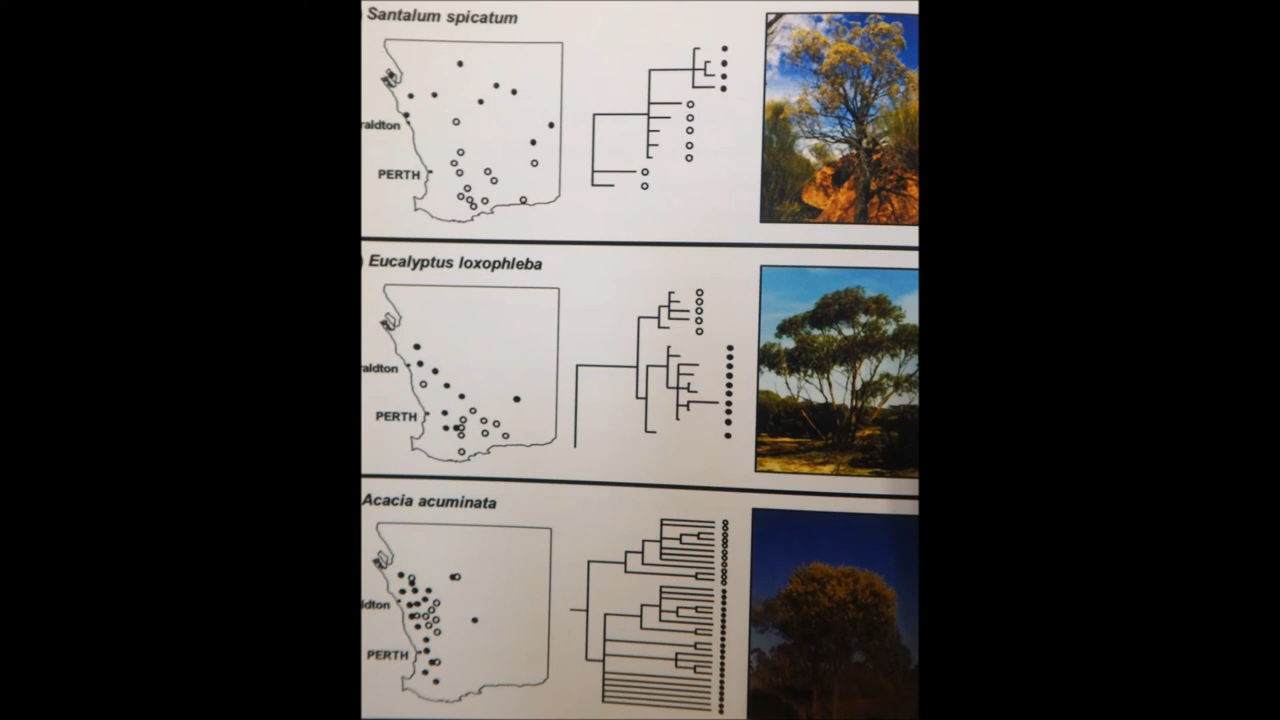 Santalum spicatum
raldton
PERTH
Eucalyptus loxophleba
raldton
PERTH
Acacia acuminata
ldton
PERTH